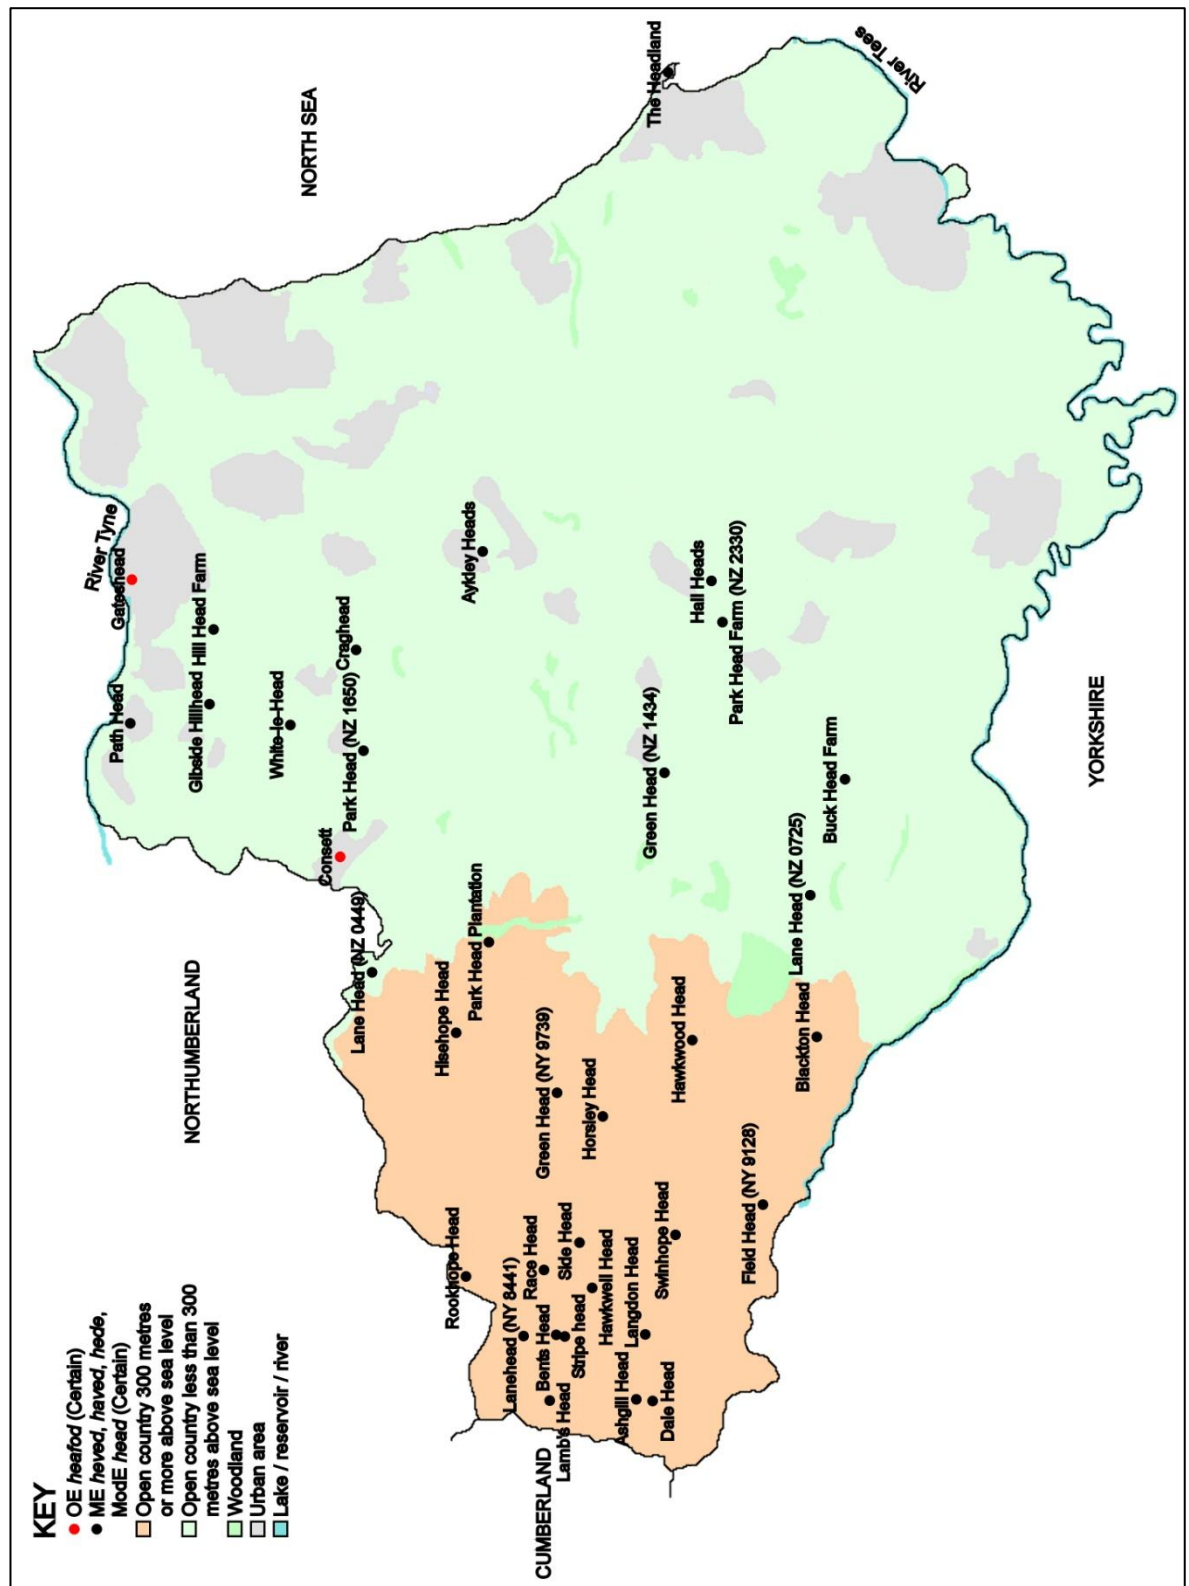 KEY
OE heafod (Certain)
ME heved, haved, hede,
ModE head (Certain)
Open country 300 metres
or more above sea level
Open country less than 300
metres above sea level
Woodland
Urban area
Lake / reservoir / river
NORTHUMBERLAND
NORTH SEA
CUMBERLAND
YORKSHIRE
River Tyne
River Tees
Path Head
Gateshead
Gibside Hillhead
Hill Head Farm
White-le-Head
Consett
Park Head (NZ 1650)
Craghead
Lane Head (NZ 0449)
Hisehope Head
Park Head Plantation
Aykley Heads
Rookhope Head
Lanehead (NY 8441)
Race Head
Bents Head
Lamb's Head
Stripe head
Side Head
Hawkwell Head
Green Head (NY 9739)
Horsley Head
Ashgill Head
Langdon Head
Dale Head
Swinhope Head
Hawkwood Head
Green Head (NZ 1434)
Hall Heads
Park Head Farm (NZ 2330)
The Headland
Field Head (NY 9128)
Blackton Head
Lane Head (NZ 0725)
Buck Head Farm